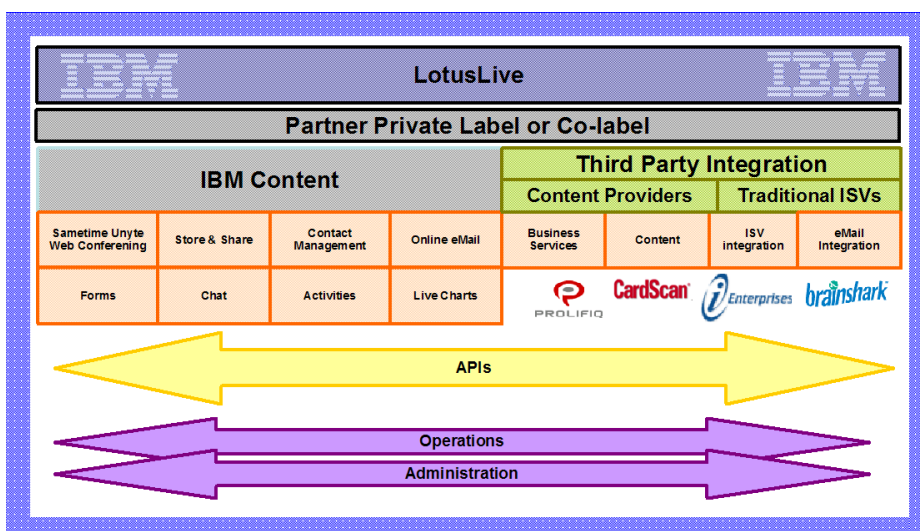 IBM LotusLive IBM
Partner Private Label or Co-label
IBM Content
Third Party Integration
Content Providers
Traditional ISVs
Sametime Unyte
Web Conferening
Store & Share
Contact
Management
Online eMail
Business
Services
Content
ISV
integration
eMail
Integration
Forms
Chat
Activities
Live Charts
PROLIFIQ
CardScan
i Enterprises
brainshark
APIs
Operations
Administration